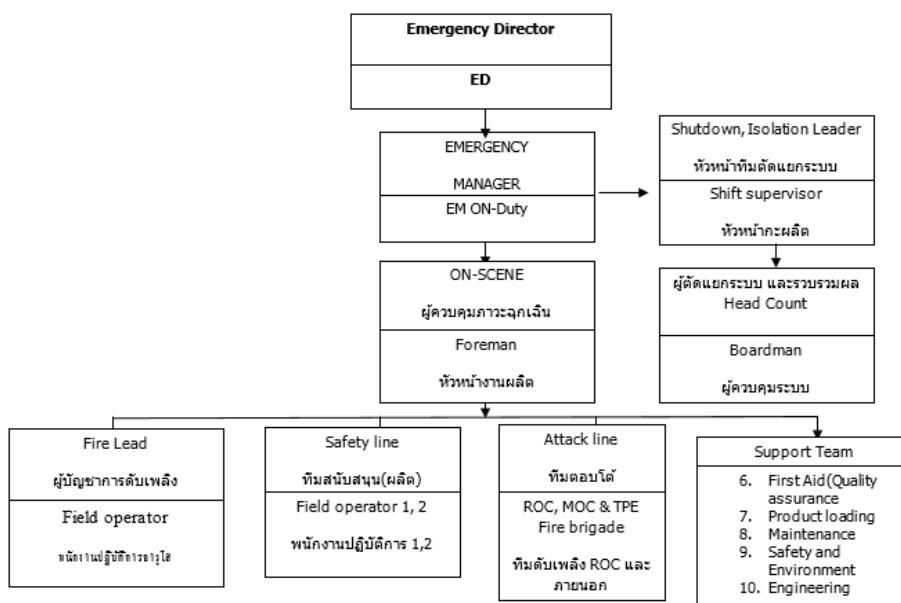 Emergency Director
ED
EMERGENCY
MANAGER
EM ON-Duty
Shutdown, Isolation Leader
หัวหน้าทีมตัดแยกระบบ
Shift supervisor
หัวหน้ากะผลิต
ON-SCENE
ผู้ควบคุมภาวะฉุกเฉิน
Foreman
หัวหน้างานผลิต
ผู้ตัดแยกระบบ และรวบรวมผล
Head Count
Boardman
ผู้ควบคุมระบบ
Fire Lead
ผู้บัญชาการดับเพลิง
Field operator
Safety line
ทีมสนับสนุน(ผลิต)
Field operator 1, 2
พนักงานปฏิบัติการ 1,2
Attack line
ทีมตอบโต้
ROC, MOC & TPE
Fire brigade
ทีมดับเพลิง ROC และ
ภายนอก
Support Team
6. First Aid(Quality
assurance
7. Product loading
8. Maintenance
9. Safety and
Environment
10. Engineering